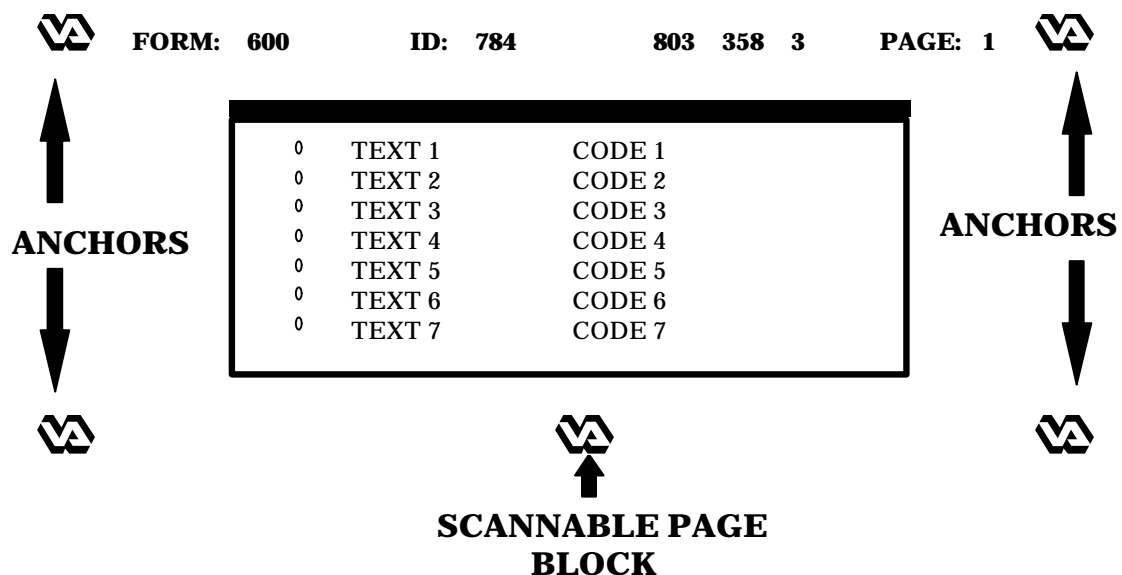 FORM: 600 ID: 784 803 358 3 PAGE: 1
TEXT 1 CODE 1
TEXT 2 CODE 2
TEXT 3 CODE 3
TEXT 4 CODE 4
TEXT 5 CODE 5
TEXT 6 CODE 6
TEXT 7 CODE 7
ANCHORS
ANCHORS
SCANNABLE PAGE
BLOCK